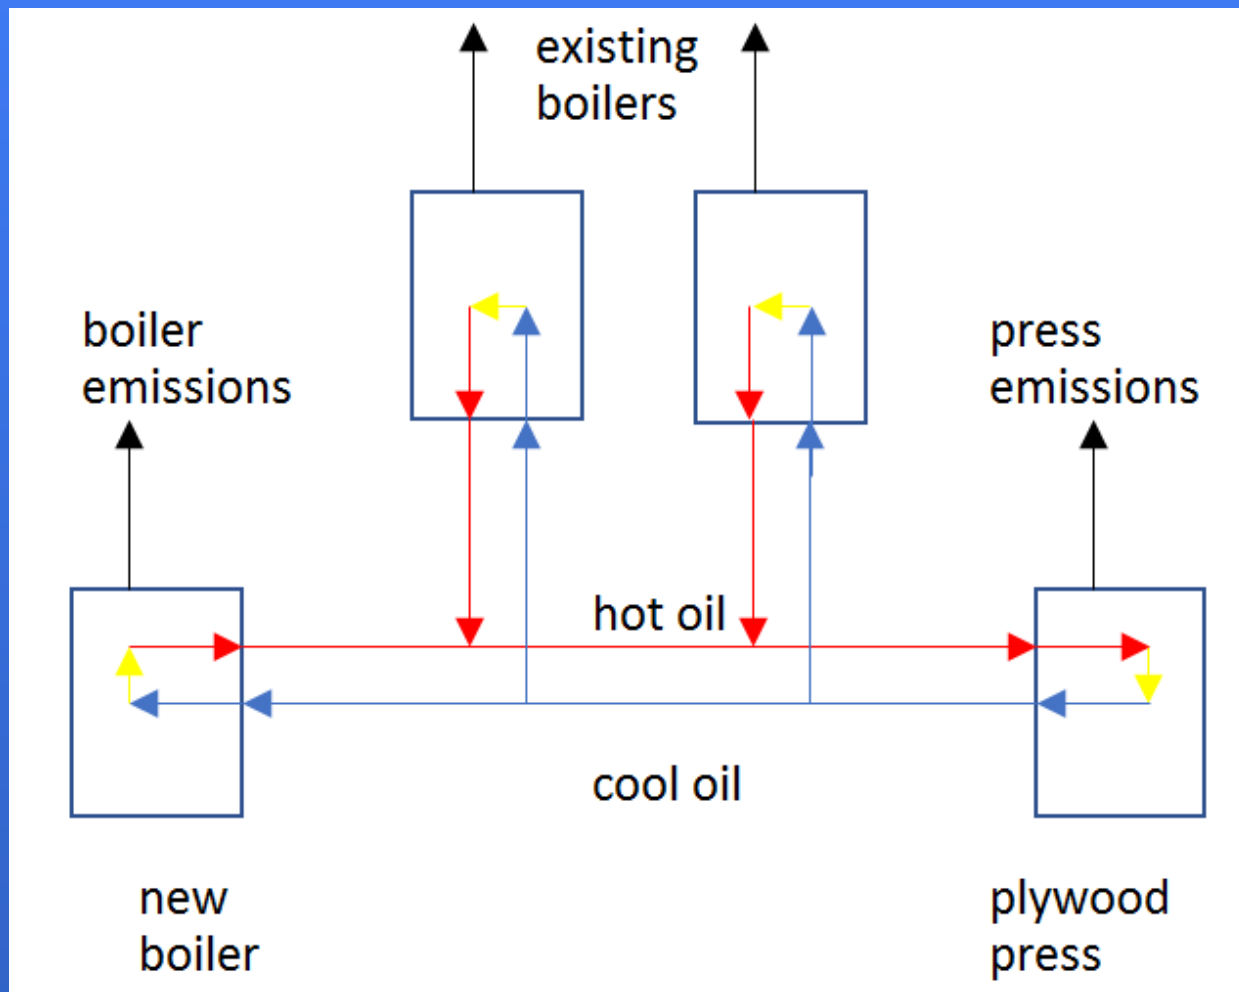 existing
boilers
boiler
emissions
press
emissions
hot oil
cool oil
new
boiler
plywood
press